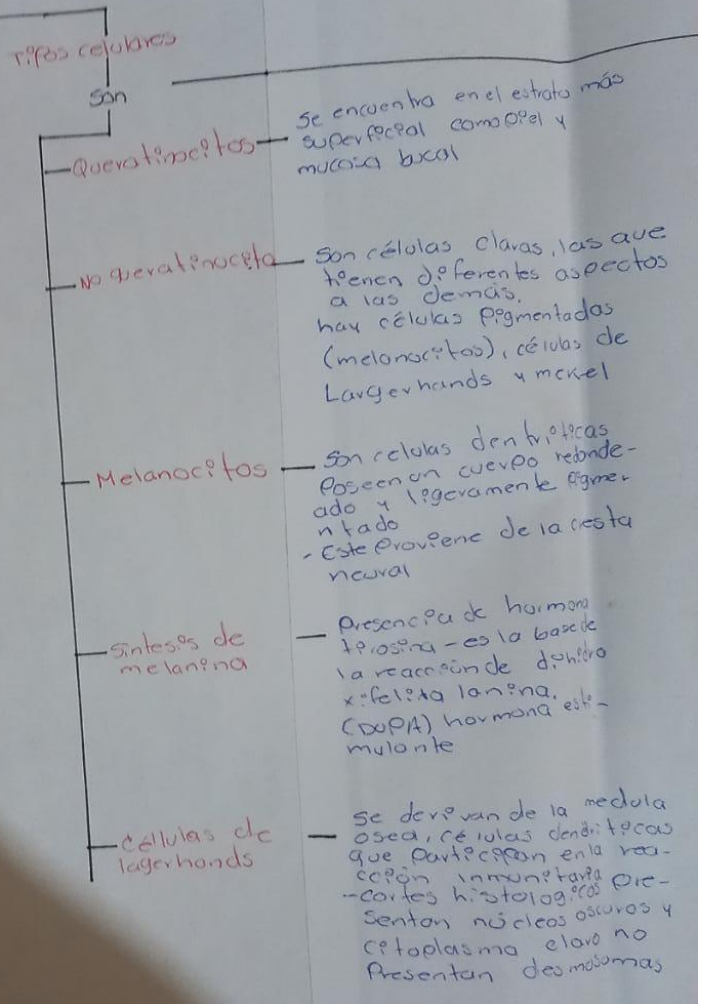 Tipos celulares
Son
Queratinocitos
Se encuentra en el estrato más
superficial como piel y
mucosa bucal
No queratinocito
Son células claras, las que
tienen diferentes aspectos
a las demás.
hay células pigmentadas
(melanocitos), células de
Largerhands y merkel
Melanocitos
Son celulas dentriticas
Poseen un cuerpo redonde-
ado y ligeramente pigme-
ntado
- Este proviene de la cresta
neural
Sintesis de
melanina
Presencia de hormona
tirosina - es la base de
la reacción de dihidro
xifelita lanina.
(DOPA) hormona esti-
mulante
Céllulas de
lagerhands
Se derivan de la medula
osea, células dendriticas
que participan en la rea-
cción inmunitaria
- cortes histologicos pre-
sentan núcleos oscuros y
citoplasma claro no
Presentan desmosomas